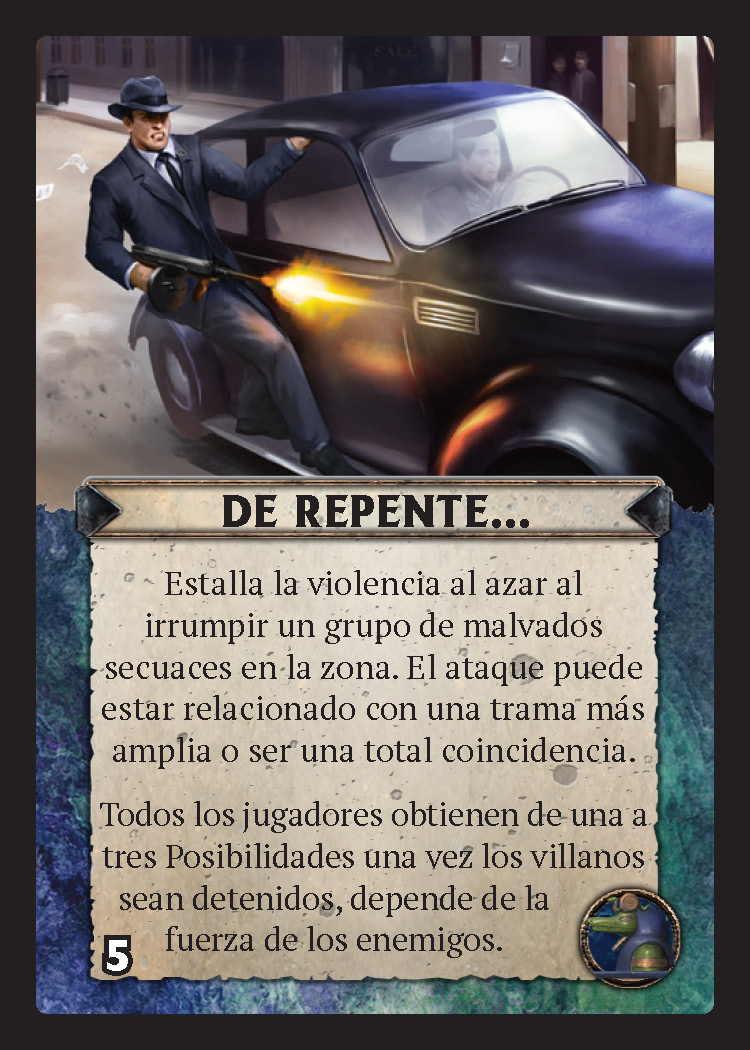 SALE
DE REPENTE...
Estalla la violencia al azar al
irrumpir un grupo de malvados
secuaces en la zona. El ataque puede
estar relacionado con una trama más
amplia o ser una total coincidencia.
Todos los jugadores obtienen de una a
tres Posibilidades una vez los villanos
sean detenidos, depende de la
fuerza de los enemigos.
5